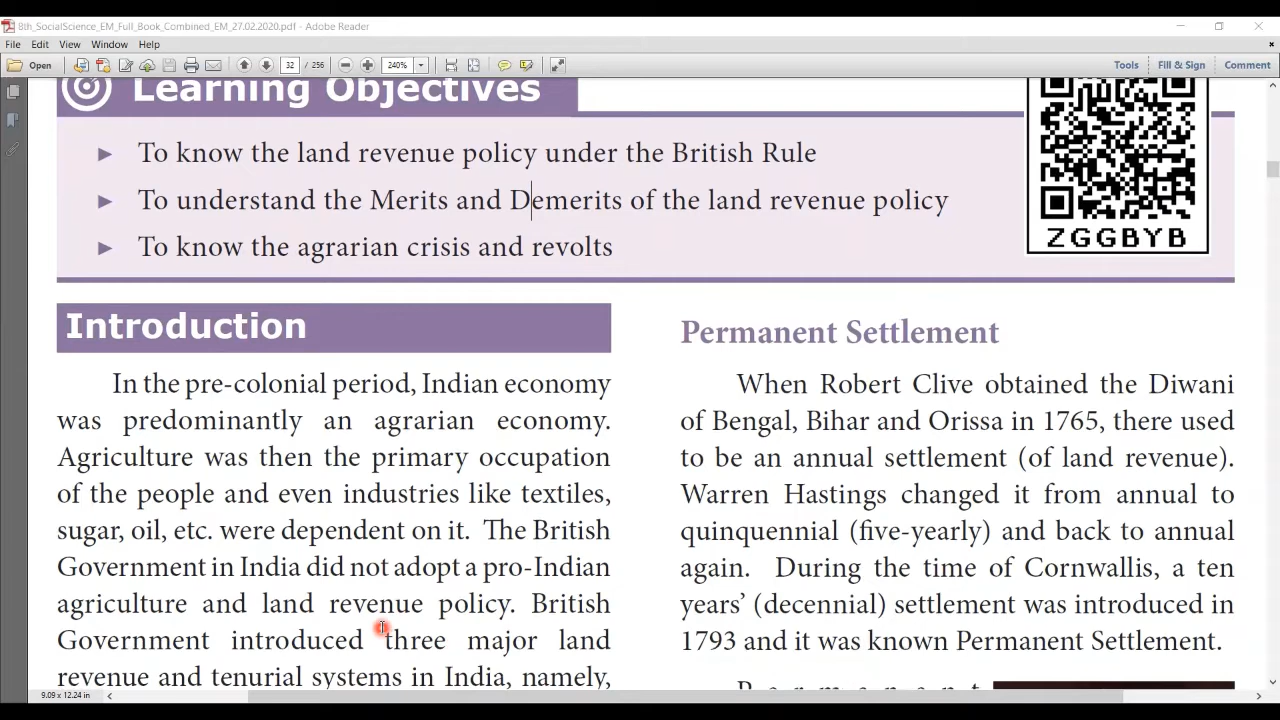 8th_SocialScience_EM_Full_Book_Combined_EM_27.02.2020.pdf - Adobe Reader
File Edit View Window Help
Open 32 / 256 240% Tools Fill & Sign Comment
Learning Objectives
To know the land revenue policy under the British Rule
To understand the Merits and Demerits of the land revenue policy
To know the agrarian crisis and revolts
ZGGBYB
Introduction
In the pre-colonial period, Indian economy
was predominantly an agrarian economy.
Agriculture was then the primary occupation
of the people and even industries like textiles,
sugar, oil, etc. were dependent on it. The British
Government in India did not adopt a pro-Indian
agriculture and land revenue policy. British
Government introduced three major land
revenue and tenurial systems in India, namely,
Permanent Settlement
When Robert Clive obtained the Diwani
of Bengal, Bihar and Orissa in 1765, there used
to be an annual settlement (of land revenue).
Warren Hastings changed it from annual to
quinquennial (five-yearly) and back to annual
again. During the time of Cornwallis, a ten
years’ (decennial) settlement was introduced in
1793 and it was known Permanent Settlement.
9.09 x 12.24 in